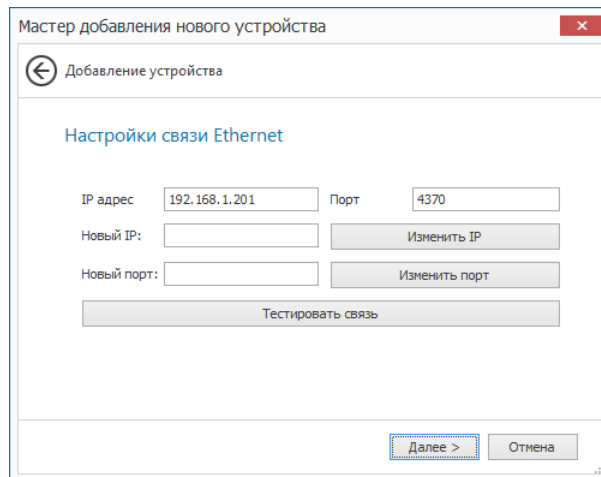 Мастер добавления нового устройства
Добавление устройства
Настройки связи Ethernet
IP адрес 192.168.1.201 Порт 4370
Новый IP: Изменить IP
Новый порт: Изменить порт
Тестировать связь
Далее > Отмена